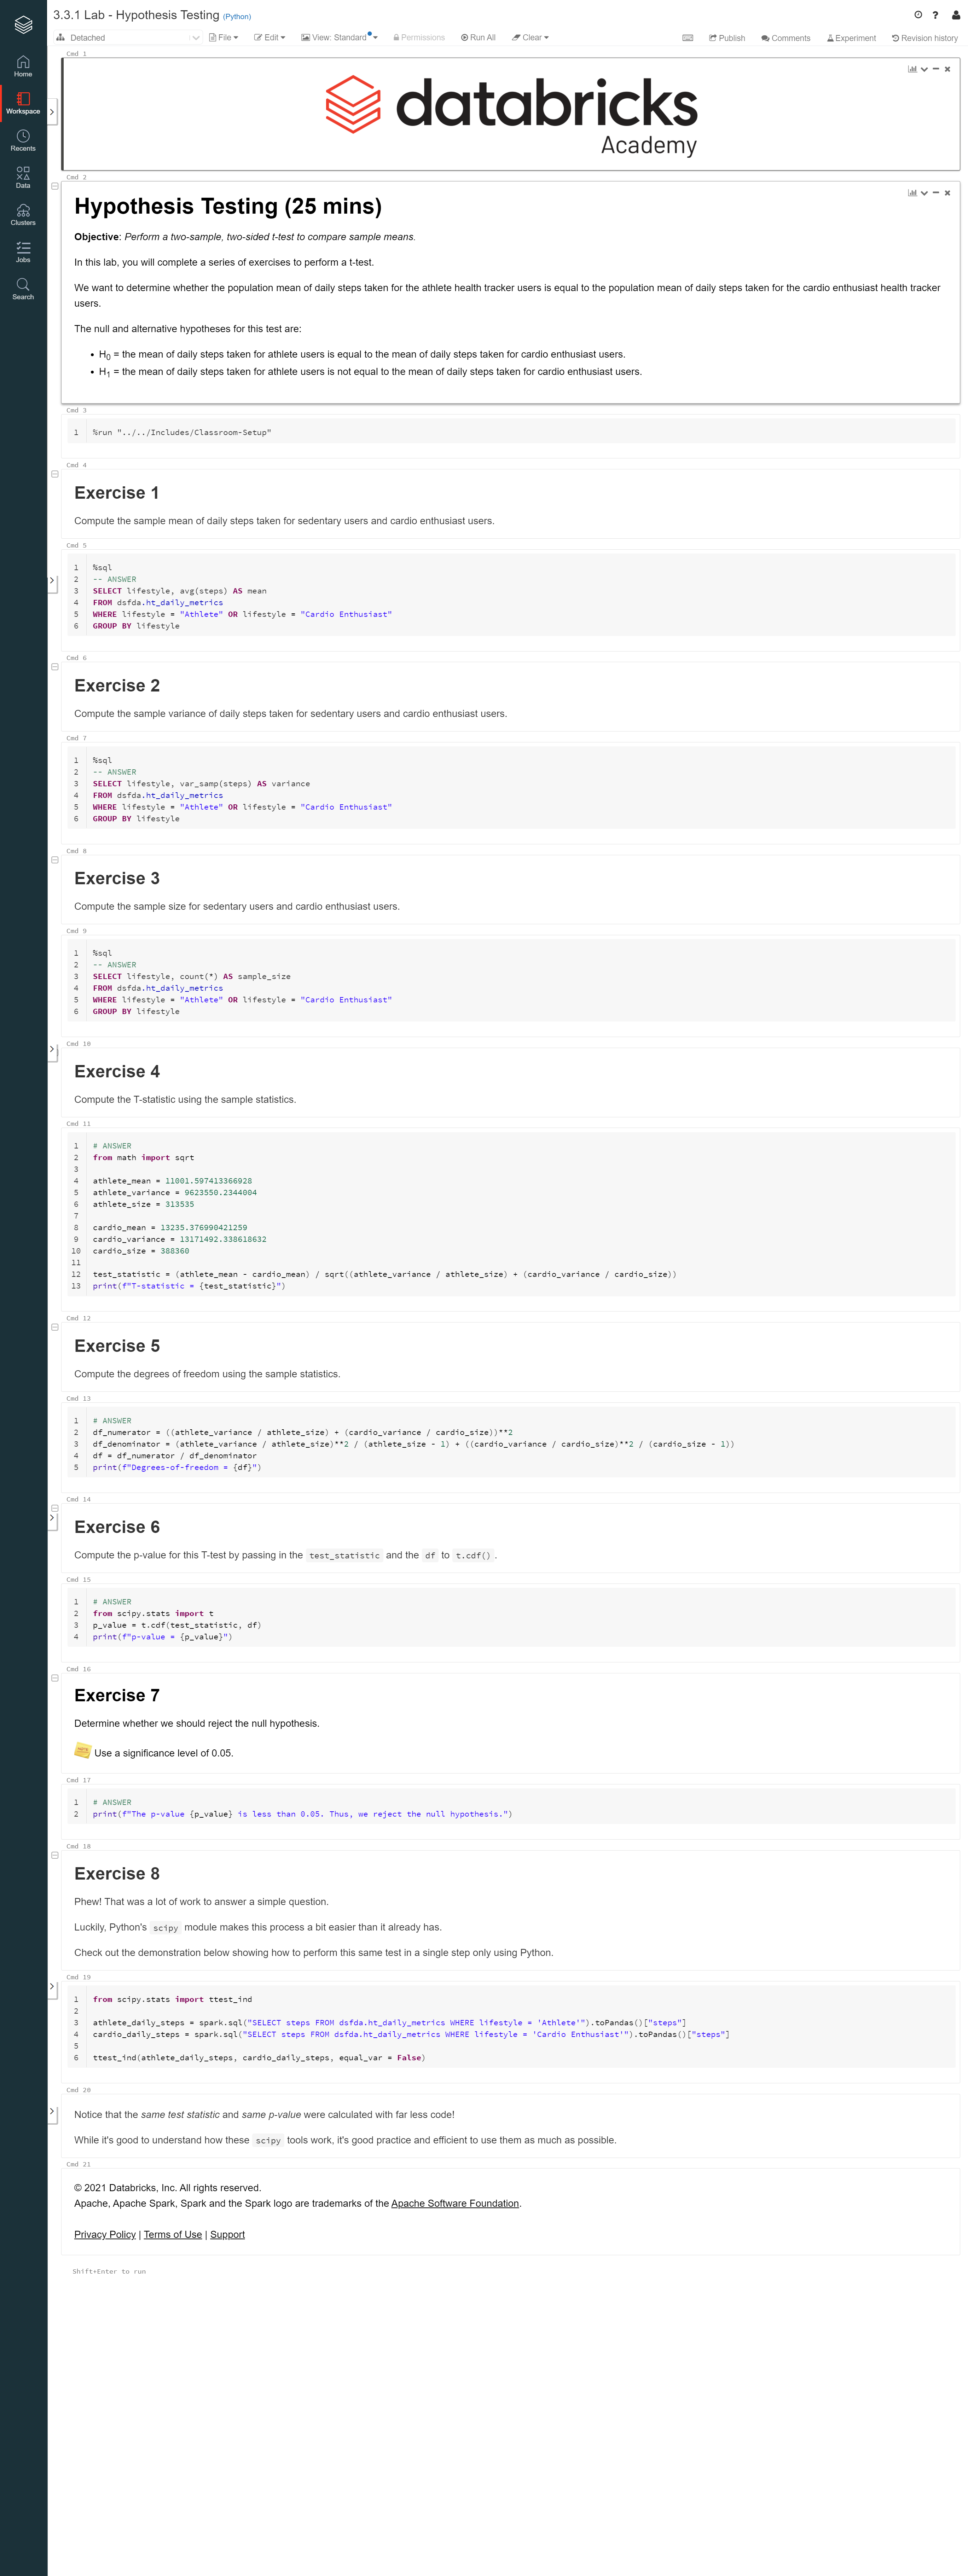 3.3.1 Lab - Hypothesis Testing (Python)
Detached File Edit View: Standard Permissions Run All Clear Publish Comments Experiment Revision history
Home
Workspace
Recents
Data
Clusters
Jobs
Search
Cmd 1
databricks
Academy
Cmd 2
Hypothesis Testing (25 mins)
Objective: Perform a two-sample, two-sided t-test to compare sample means.
In this lab, you will complete a series of exercises to perform a t-test.
We want to determine whether the population mean of daily steps taken for the athlete health tracker users is equal to the population mean of daily steps taken for the cardio enthusiast health tracker
users.
The null and alternative hypotheses for this test are:
• H0 = the mean of daily steps taken for athlete users is equal to the mean of daily steps taken for cardio enthusiast users.
• H1 = the mean of daily steps taken for athlete users is not equal to the mean of daily steps taken for cardio enthusiast users.
Cmd 3
1 %run "../../Includes/Classroom-Setup"
Cmd 4
Exercise 1
Compute the sample mean of daily steps taken for sedentary users and cardio enthusiast users.
Cmd 5
1 %sql
2 -- ANSWER
3 SELECT lifestyle, avg(steps) AS mean
4 FROM dsfda.ht_daily_metrics
5 WHERE lifestyle = "Athlete" OR lifestyle = "Cardio Enthusiast"
6 GROUP BY lifestyle
Cmd 6
Exercise 2
Compute the sample variance of daily steps taken for sedentary users and cardio enthusiast users.
Cmd 7
1 %sql
2 -- ANSWER
3 SELECT lifestyle, var_samp(steps) AS variance
4 FROM dsfda.ht_daily_metrics
5 WHERE lifestyle = "Athlete" OR lifestyle = "Cardio Enthusiast"
6 GROUP BY lifestyle
Cmd 8
Exercise 3
Compute the sample size for sedentary users and cardio enthusiast users.
Cmd 9
1 %sql
2 -- ANSWER
3 SELECT lifestyle, count(*) AS sample_size
4 FROM dsfda.ht_daily_metrics
5 WHERE lifestyle = "Athlete" OR lifestyle = "Cardio Enthusiast"
6 GROUP BY lifestyle
Cmd 10
Exercise 4
Compute the T-statistic using the sample statistics.
Cmd 11
1 # ANSWER
2 from math import sqrt
3
4 athlete_mean = 11001.597413366928
5 athlete_variance = 9623550.2344004
6 athlete_size = 313535
7
8 cardio_mean = 13235.376990421259
9 cardio_variance = 13171492.338618632
10 cardio_size = 388360
11
12 test_statistic = (athlete_mean - cardio_mean) / sqrt((athlete_variance / athlete_size) + (cardio_variance / cardio_size))
13 print(f"T-statistic = {test_statistic}")
Cmd 12
Exercise 5
Compute the degrees of freedom using the sample statistics.
Cmd 13
1 # ANSWER
2 df_numerator = ((athlete_variance / athlete_size) + (cardio_variance / cardio_size))**2
3 df_denominator = (athlete_variance / athlete_size)**2 / (athlete_size - 1) + ((cardio_variance / cardio_size)**2 / (cardio_size - 1))
4 df = df_numerator / df_denominator
5 print(f"Degrees-of-freedom = {df}")
Cmd 14
Exercise 6
Compute the p-value for this T-test by passing in the test_statistic and the df to t.cdf().
Cmd 15
1 # ANSWER
2 from scipy.stats import t
3 p_value = t.cdf(test_statistic, df)
4 print(f"p-value = {p_value}")
Cmd 16
Exercise 7
Determine whether we should reject the null hypothesis.
Use a significance level of 0.05.
Cmd 17
1 # ANSWER
2 print(f"The p-value {p_value} is less than 0.05. Thus, we reject the null hypothesis.")
Cmd 18
Exercise 8
Phew! That was a lot of work to answer a simple question.
Luckily, Python's scipy module makes this process a bit easier than it already has.
Check out the demonstration below showing how to perform this same test in a single step only using Python.
Cmd 19
1 from scipy.stats import ttest_ind
2
3 athlete_daily_steps = spark.sql("SELECT steps FROM dsfda.ht_daily_metrics WHERE lifestyle = 'Athlete'").toPandas()["steps"]
4 cardio_daily_steps = spark.sql("SELECT steps FROM dsfda.ht_daily_metrics WHERE lifestyle = 'Cardio Enthusiast'").toPandas()["steps"]
5
6 ttest_ind(athlete_daily_steps, cardio_daily_steps, equal_var = False)
Cmd 20
Notice that the same test statistic and same p-value were calculated with far less code!
While it's good to understand how these scipy tools work, it's good practice and efficient to use them as much as possible.
Cmd 21
© 2021 Databricks, Inc. All rights reserved.
Apache, Apache Spark, Spark and the Spark logo are trademarks of the Apache Software Foundation.
Privacy Policy | Terms of Use | Support
Shift+Enter to run